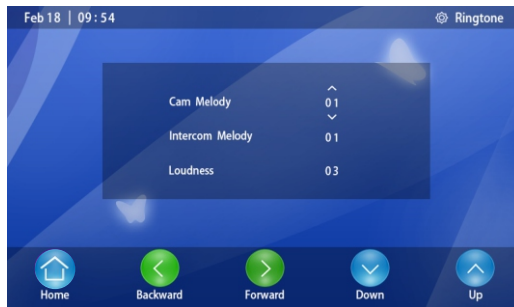 Feb 18 | 09:54 Ringtone
Cam Melody 01
Intercom Melody 01
Loudness 03
Home Backward Forward Down Up